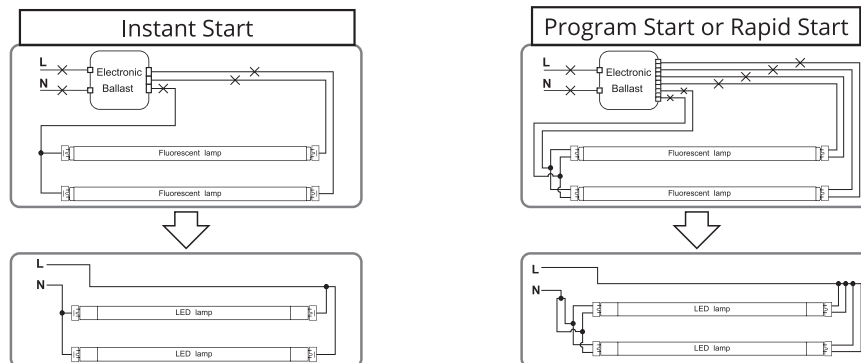 Instant Start
L
N
Electronic
Ballast
Fluorescent lamp
Fluorescent lamp
L
N
LED lamp
LED lamp
Program Start or Rapid Start
L
N
Electronic
Ballast
Fluorescent lamp
Fluorescent lamp
L
N
LED lamp
LED lamp